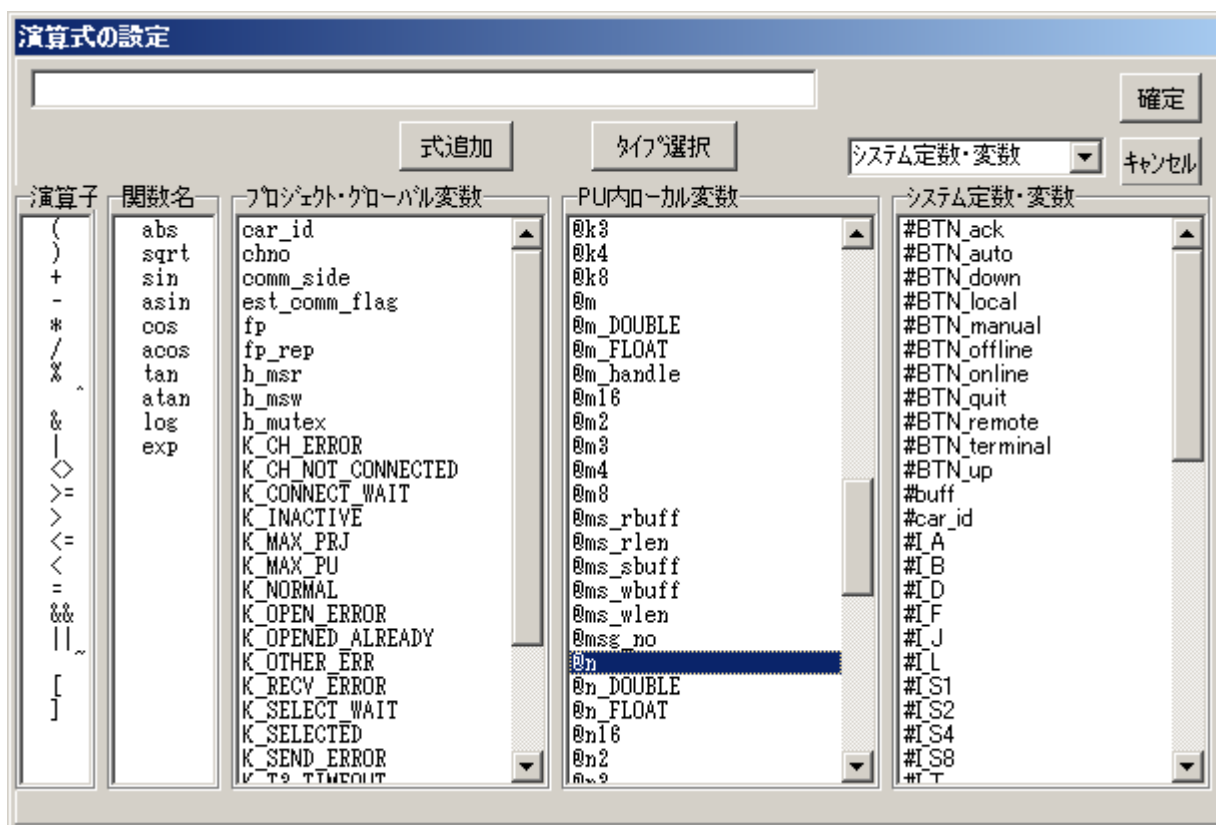 演算式の設定
確定
式追加
ﾀｲﾌﾟ選択
ｼｽﾃﾑ定数・変数
ｷｬﾝｾﾙ
演算子
(
)
+
-
*
/
%
^
&
|
<>
>=
>
<=
<
=
&&
||
~
[
]
関数名
abs
sqrt
sin
asin
cos
acos
tan
atan
log
exp
ﾌﾟﾛｼﾞｪｸﾄ・ｸﾞﾛｰﾊﾞﾙ変数
car_id
chno
comm_side
est_comm_flag
fp
fp_rep
h_msr
h_msw
h_mutex
K_CH_ERROR
K_CH_NOT_CONNECTED
K_CONNECT_WAIT
K_INACTIVE
K_MAX_PRJ
K_MAX_PU
K_NORMAL
K_OPEN_ERROR
K_OPENED_ALREADY
K_OTHER_ERR
K_RECV_ERROR
K_SELECT_WAIT
K_SELECTED
K_SEND_ERROR
K_T3_TIMEOUT
PU内ﾛｰｶﾙ変数
@k3
@k4
@k8
@m
@m_DOUBLE
@m_FLOAT
@m_handle
@m16
@m2
@m3
@m4
@m8
@ms_rbuff
@ms_rlen
@ms_sbuff
@ms_wbuff
@ms_wlen
@msg_no
@n
@n_DOUBLE
@n_FLOAT
@n16
@n2
@n3
ｼｽﾃﾑ定数・変数
#BTN_ack
#BTN_auto
#BTN_down
#BTN_local
#BTN_manual
#BTN_offline
#BTN_online
#BTN_quit
#BTN_remote
#BTN_terminal
#BTN_up
#buff
#car_id
#I_A
#I_B
#I_D
#I_F
#I_J
#I_L
#I_S1
#I_S2
#I_S4
#I_S8
#I_T